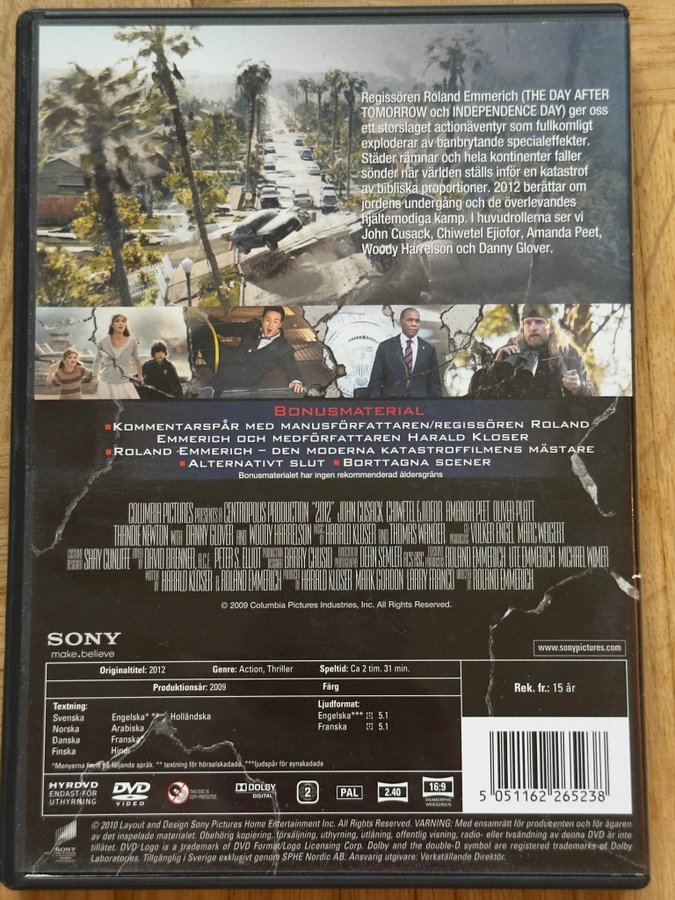 Regissören Roland Emmerich (THE DAY AFTER
TOMORROW och INDEPENDENCE DAY) ger oss
ett storslaget actionäventyr som fullkomligt
exploderar av banbrytande specialeffekter.
Städer rämnar och hela kontinenter faller
sönder när världen ställs inför en katastrof
av bibliska proportioner. 2012 berättar om
jordens undergång och de överlevandes
hjältemodiga kamp. I huvudrollerna ser vi
John Cusack, Chiwetel Ejiofor, Amanda Peet,
Woody Harrelson och Danny Glover.
BONUSMATERIAL
▪KOMMENTARSPÅR MED MANUSFÖRFATTAREN/REGISSÖREN ROLAND
EMMERICH OCH MEDFÖRFATTAREN HARALD KLOSER
▪ROLAND EMMERICH – DEN MODERNA KATASTROFFILMENS MÄSTARE
▪ALTERNATIVT SLUT ▪BORTTAGNA SCENER
Bonusmaterialet har ingen rekommenderad åldersgräns
COLUMBIA PICTURES PRESENTS A CENTROPOLIS PRODUCTION "2012" JOHN CUSACK CHIWETEL EJIOFOR AMANDA PEET OLIVER PLATT
THANDIE NEWTON WITH DANNY GLOVER AND WOODY HARRELSON MUSIC BY HARALD KLOSER AND THOMAS WANDER VOLKER ENGEL MARC WEIGERT
COSTUME DESIGNER SHAY CUNLIFFE EDITED BY DAVID BRENNER, A.C.E. PETER S. ELLIOT PRODUCTION DESIGNER BARRY CHUSID DIRECTOR OF PHOTOGRAPHY DEAN SEMLER ACS/ASC EXECUTIVE PRODUCERS ROLAND EMMERICH UTE EMMERICH MICHAEL WIMER
WRITTEN BY HARALD KLOSER & ROLAND EMMERICH PRODUCED BY HARALD KLOSER MARK GORDON LARRY FRANCO DIRECTED BY ROLAND EMMERICH
© 2009 Columbia Pictures Industries, Inc. All Rights Reserved.
SONY
make.believe
www.sonypictures.com
Originaltitel: 2012 Genre: Action, Thriller Speltid: Ca 2 tim. 31 min.
Produktionsår: 2009 Färg
Rek. fr.: 15 år
Textning:
Svenska Engelska* ** Holländska
Norska Arabiska
Danska Franska
Finska Hindi
Ljudformat:
Engelska*** 5.1
Franska 5.1
*Menyerna finns på följande språk. ** textning för hörselskadade. ***ljudspår för synskadade
HYRDVD
ENDAST FÖR
UTHYRNING
DVD
VIDEO
THIS DISC IS
COPY PROTECTED
DOLBY
DIGITAL
2
PAL
2.40
16:9
ANAMORPHIC
WIDESCREEN
5 051162 265238
SONY
PICTURES
© 2010 Layout and Design Sony Pictures Home Entertainment Inc. All Rights Reserved. VARNING: Med ensamrätt för producenten och för ägaren
av det inspelade materialet. Obehörig kopiering, försäljning, uthyrning, utlåning, offentlig visning, radio- eller tvsändning av denna DVD är inte
tillåtet. DVD Logo is a trademark of DVD Format/Logo Licensing Corp. Dolby and the double-D symbol are registered trademarks of Dolby
Laboratories. Tillgänglig i Sverige exklusivt genom SPHE Nordic AB. Ansvarig utgivare: Verkställande Direktör.